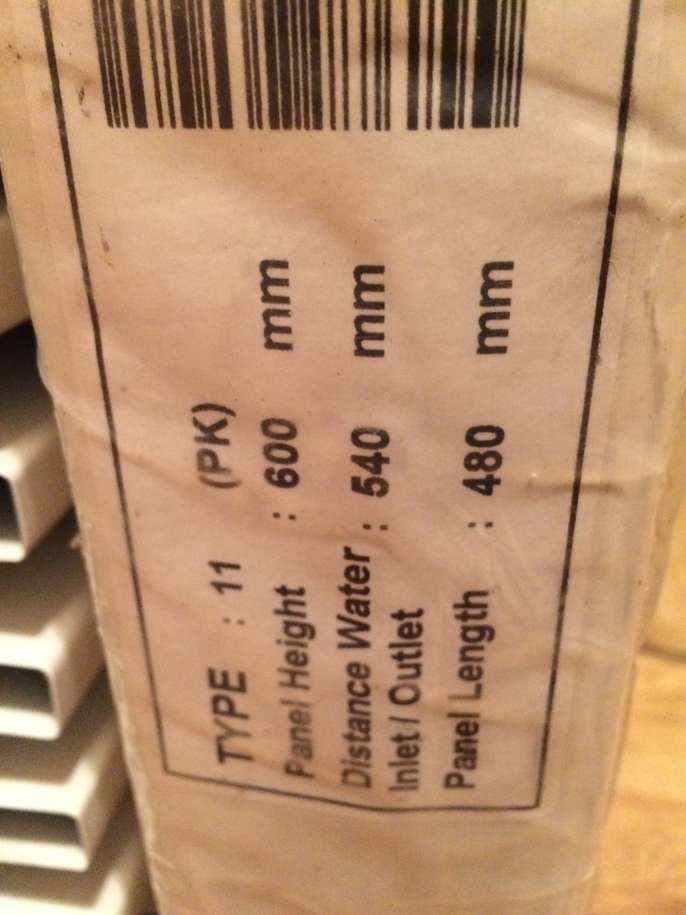 TYPE : 11 (PK)
Panel Height : 600 mm
Distance Water : 540 mm
Inlet / Outlet
Panel Length : 480 mm